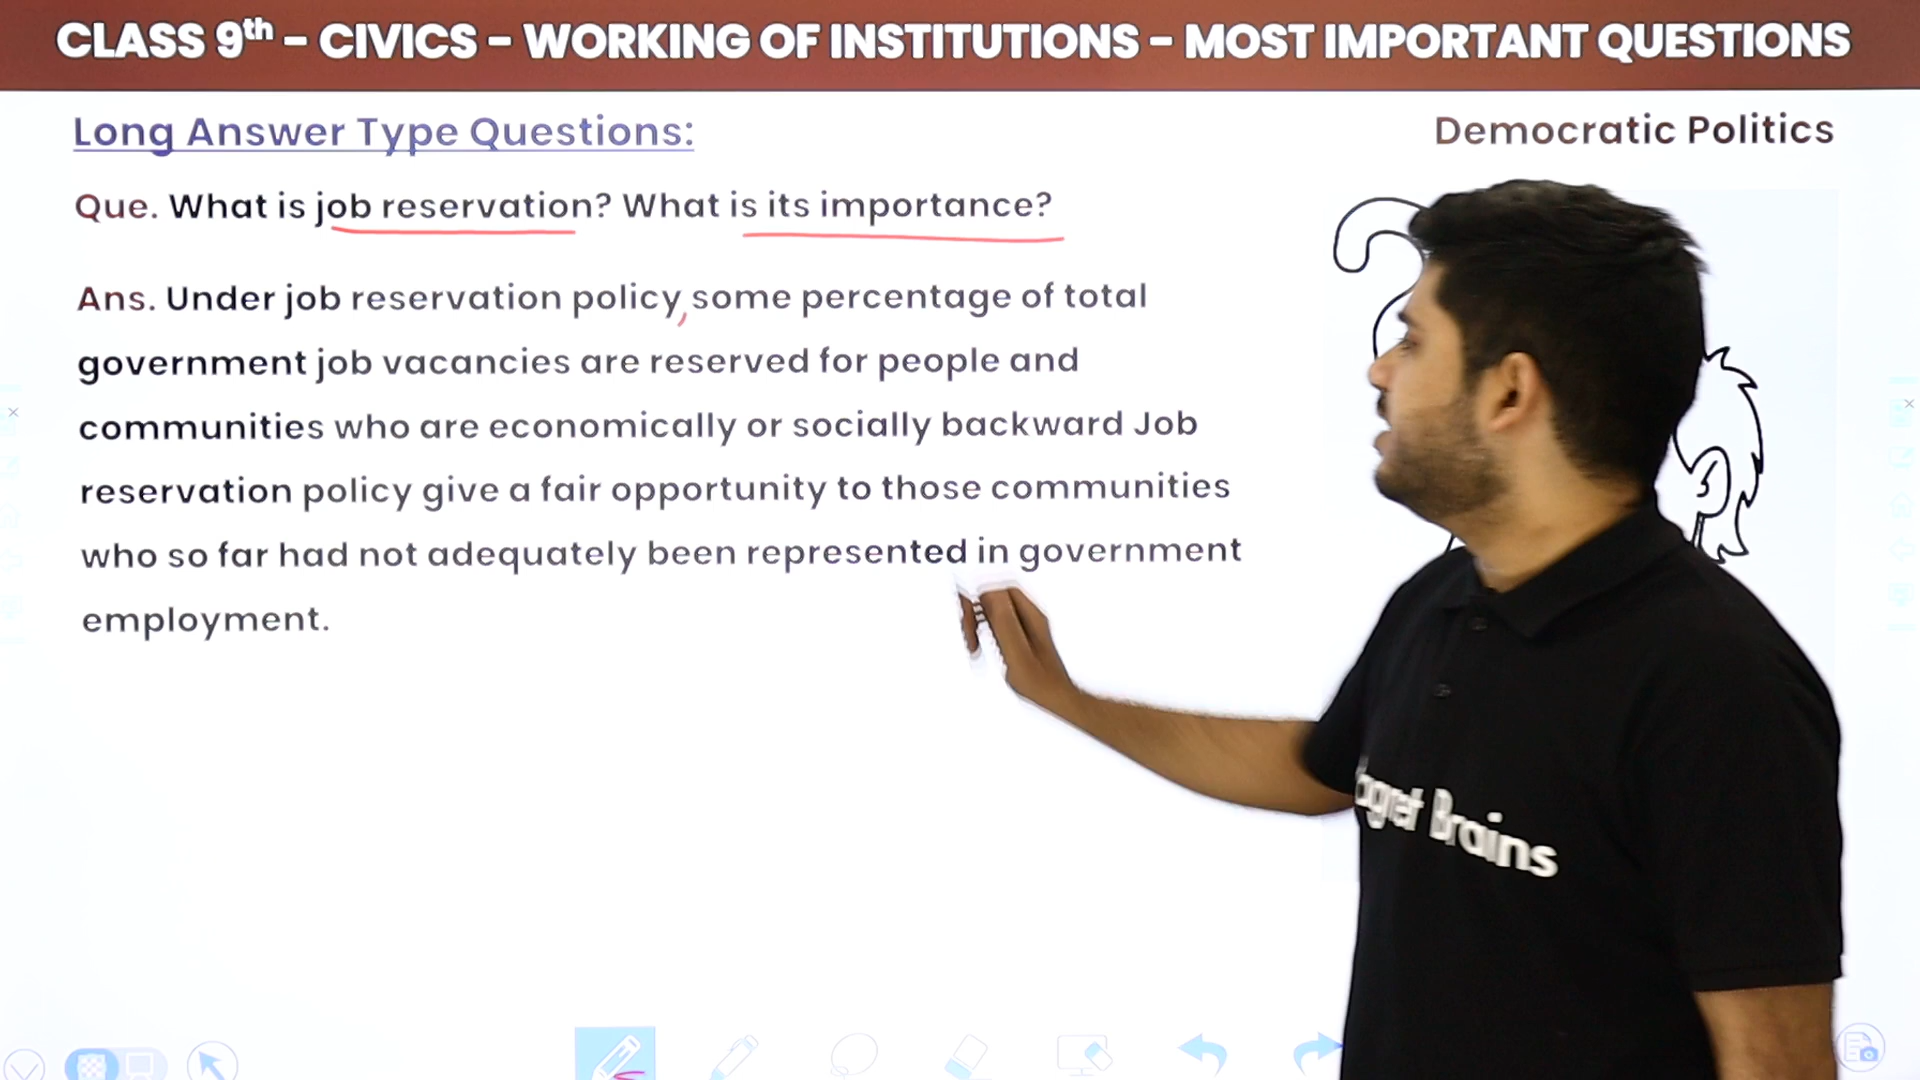 CLASS 9th - CIVICS - WORKING OF INSTITUTIONS - MOST IMPORTANT QUESTIONS
Long Answer Type Questions:
Democratic Politics
Que. What is job reservation? What is its importance?
Ans. Under job reservation policy, some percentage of total
government job vacancies are reserved for people and
communities who are economically or socially backward Job
reservation policy give a fair opportunity to those communities
who so far had not adequately been represented in government
employment.
Brains